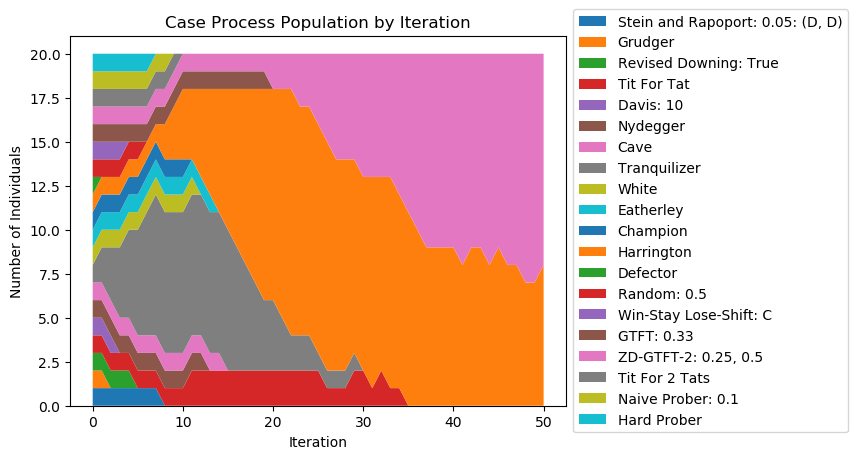 Case Process Population by Iteration
20.0
17.5
15.0
12.5
10.0
7.5
5.0
2.5
0.0
Number of Individuals
0 10 20 30 40 50
Iteration
Stein and Rapoport: 0.05: (D, D)
Grudger
Revised Downing: True
Tit For Tat
Davis: 10
Nydegger
Cave
Tranquilizer
White
Eatherley
Champion
Harrington
Defector
Random: 0.5
Win-Stay Lose-Shift: C
GTFT: 0.33
ZD-GTFT-2: 0.25, 0.5
Tit For 2 Tats
Naive Prober: 0.1
Hard Prober